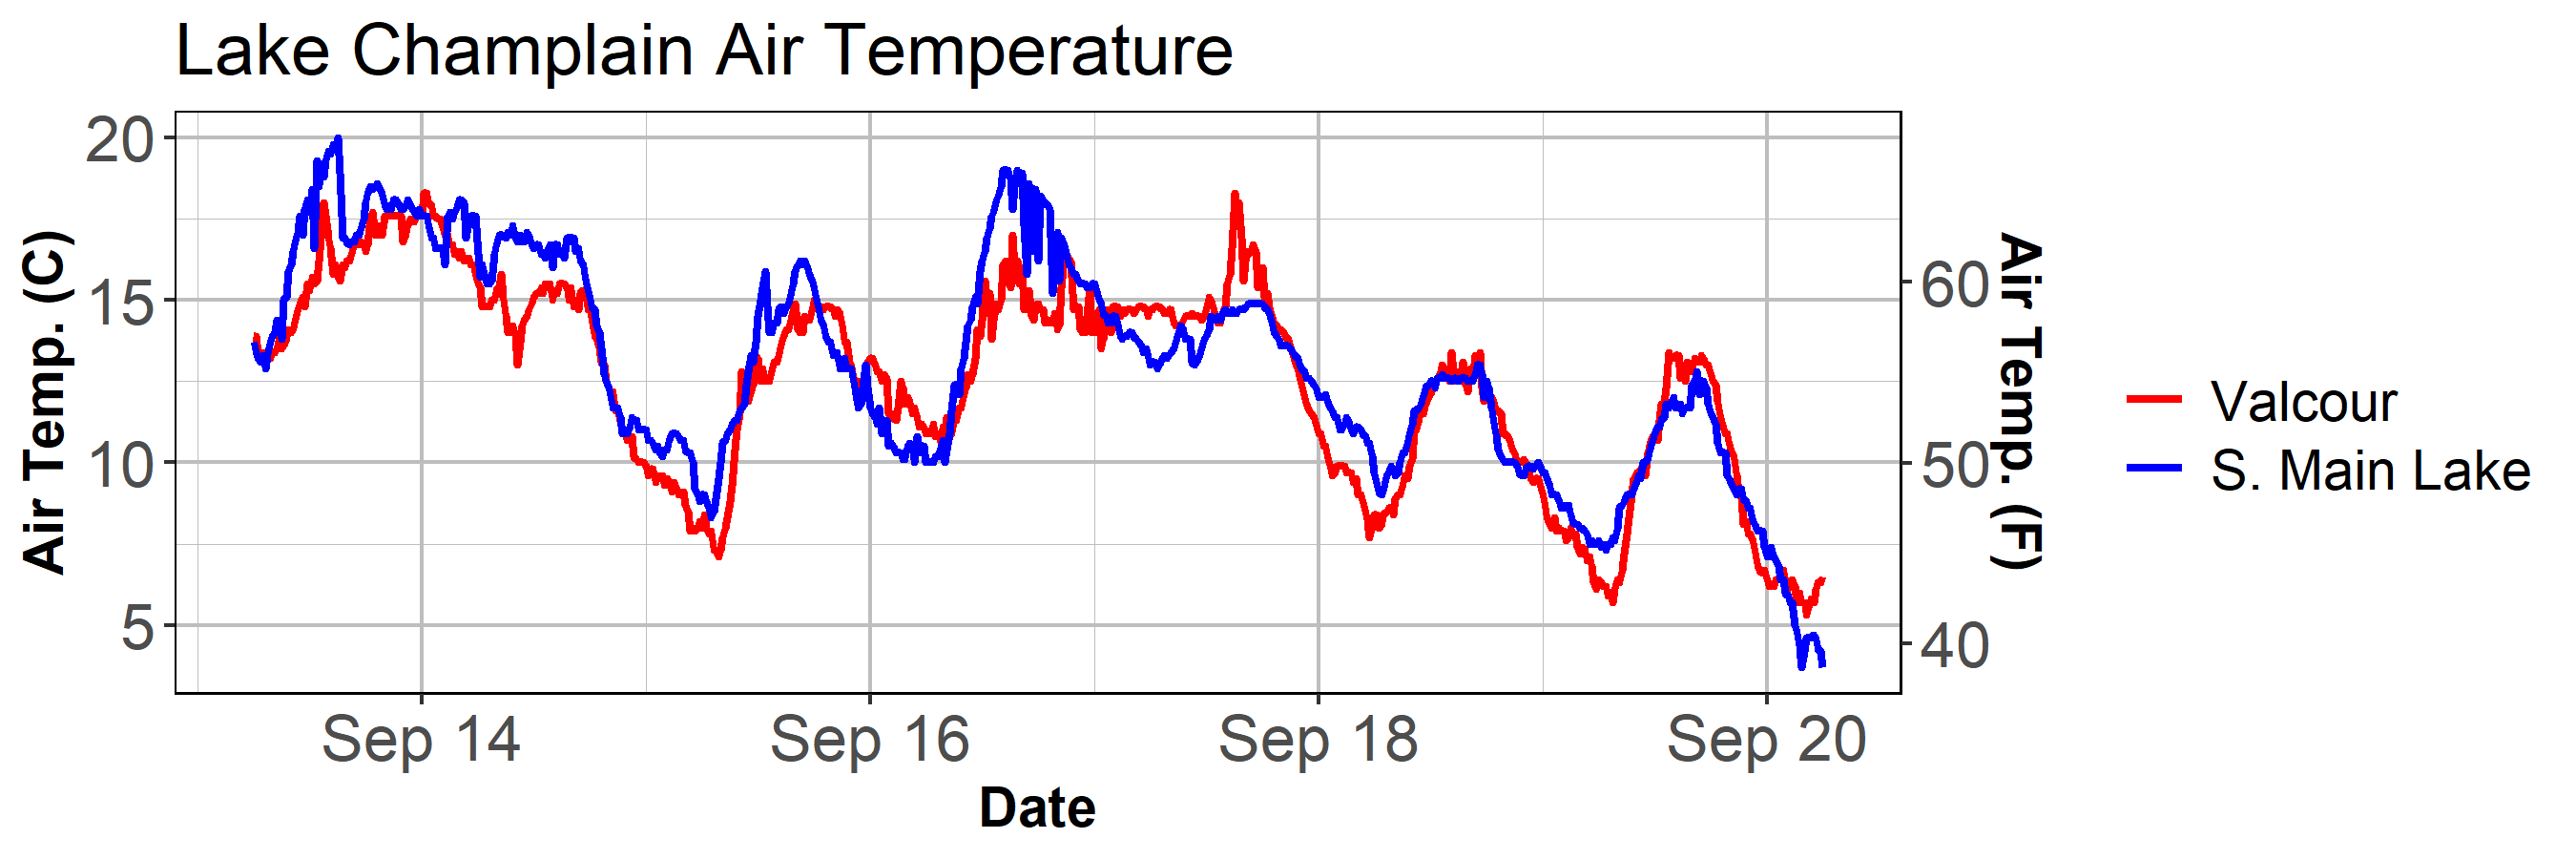 Lake Champlain Air Temperature
Air Temp. (C)
20
15
10
5
60
50
40
Air Temp. (F)
Sep 14
Sep 16
Sep 18
Sep 20
Date
Valcour
S. Main Lake